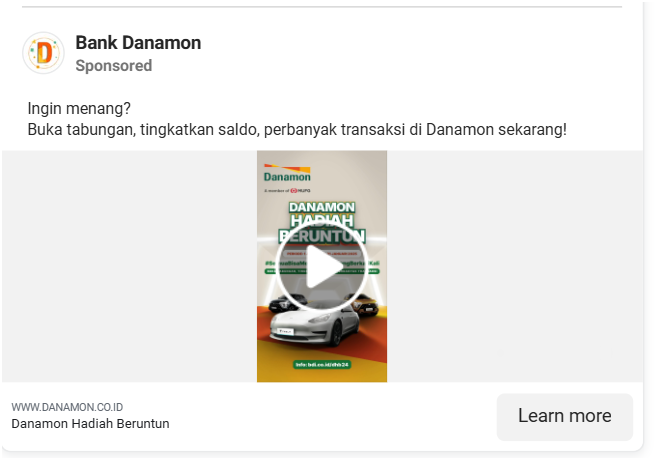 Bank Danamon
Sponsored
Ingin menang?
Buka tabungan, tingkatkan saldo, perbanyak transaksi di Danamon sekarang!
Danamon
A member of MUFG
DANAMON
HADIAH
BERUNTUN
Info: bdi.co.id/dhb24
WWW.DANAMON.CO.ID
Danamon Hadiah Beruntun
Learn more